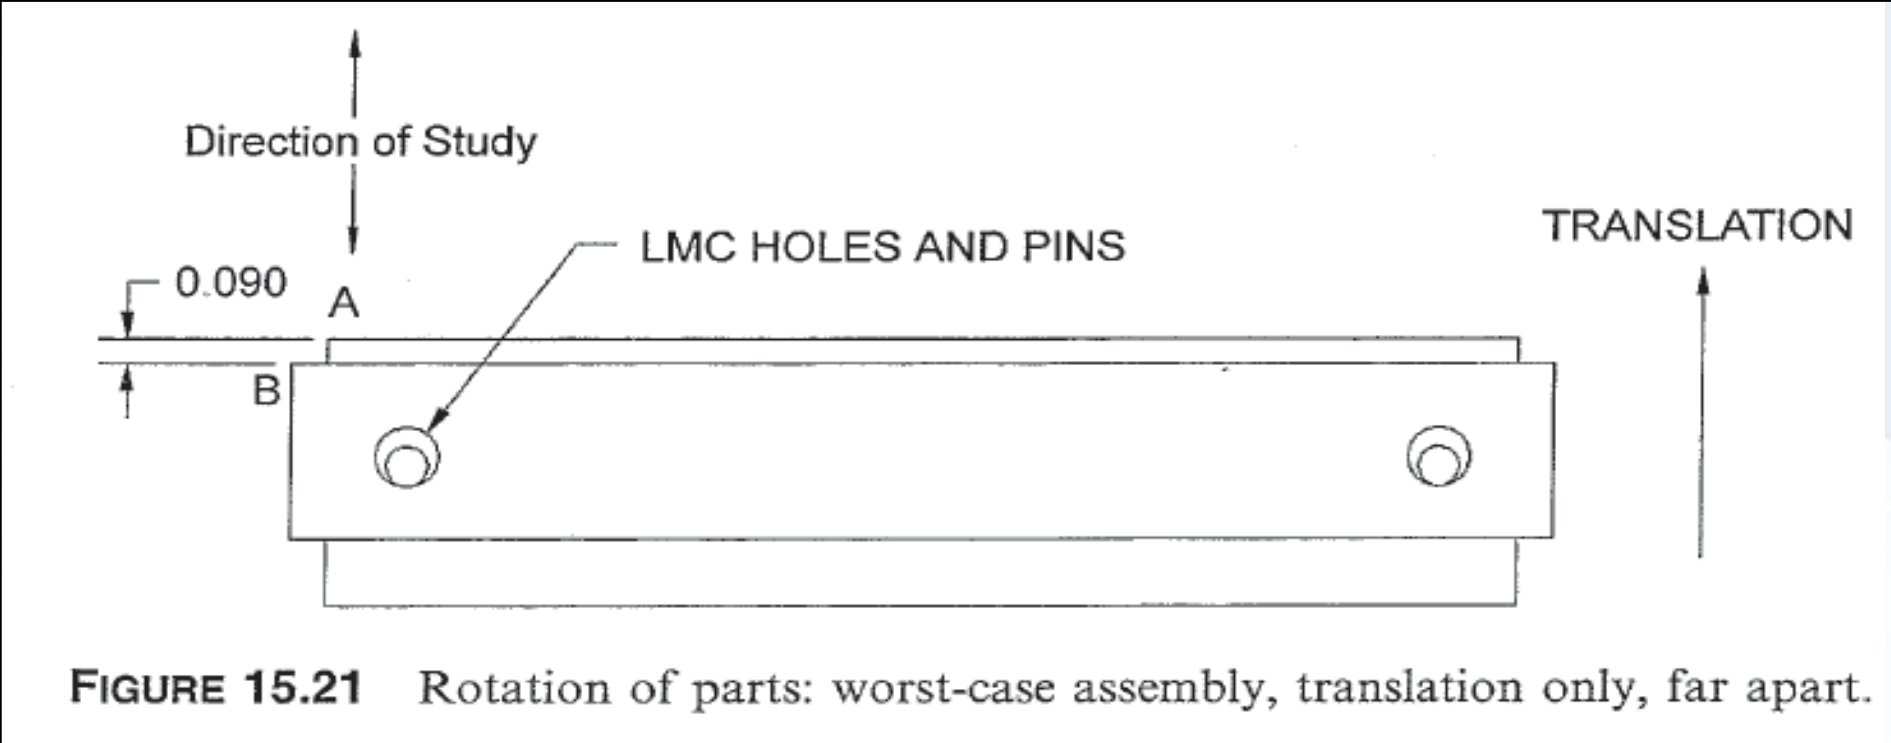 Direction of Study
LMC HOLES AND PINS
TRANSLATION
0.090
A
B
FIGURE 15.21 Rotation of parts: worst-case assembly, translation only, far apart.